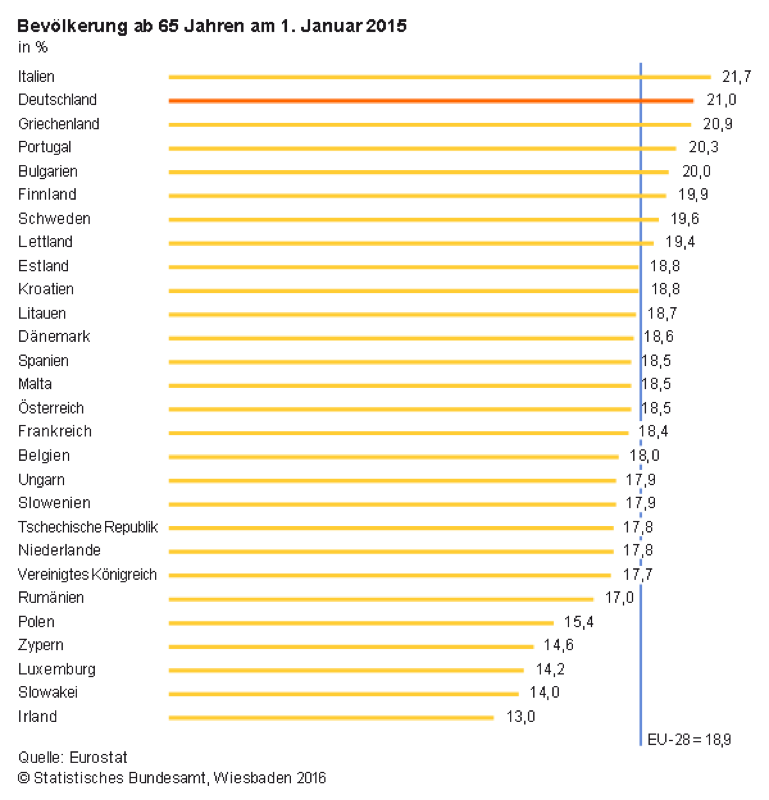 Bevölkerung ab 65 Jahren am 1. Januar 2015
in %
Italien 21,7
Deutschland 21,0
Griechenland 20,9
Portugal 20,3
Bulgarien 20,0
Finnland 19,9
Schweden 19,6
Lettland 19,4
Estland 18,8
Kroatien 18,8
Litauen 18,7
Dänemark 18,6
Spanien 18,5
Malta 18,5
Österreich 18,5
Frankreich 18,4
Belgien 18,0
Ungarn 17,9
Slowenien 17,9
Tschechische Republik 17,8
Niederlande 17,8
Vereinigtes Königreich 17,7
Rumänien 17,0
Polen 15,4
Zypern 14,6
Luxemburg 14,2
Slowakei 14,0
Irland 13,0
EU-28 = 18,9
Quelle: Eurostat
© Statistisches Bundesamt, Wiesbaden 2016